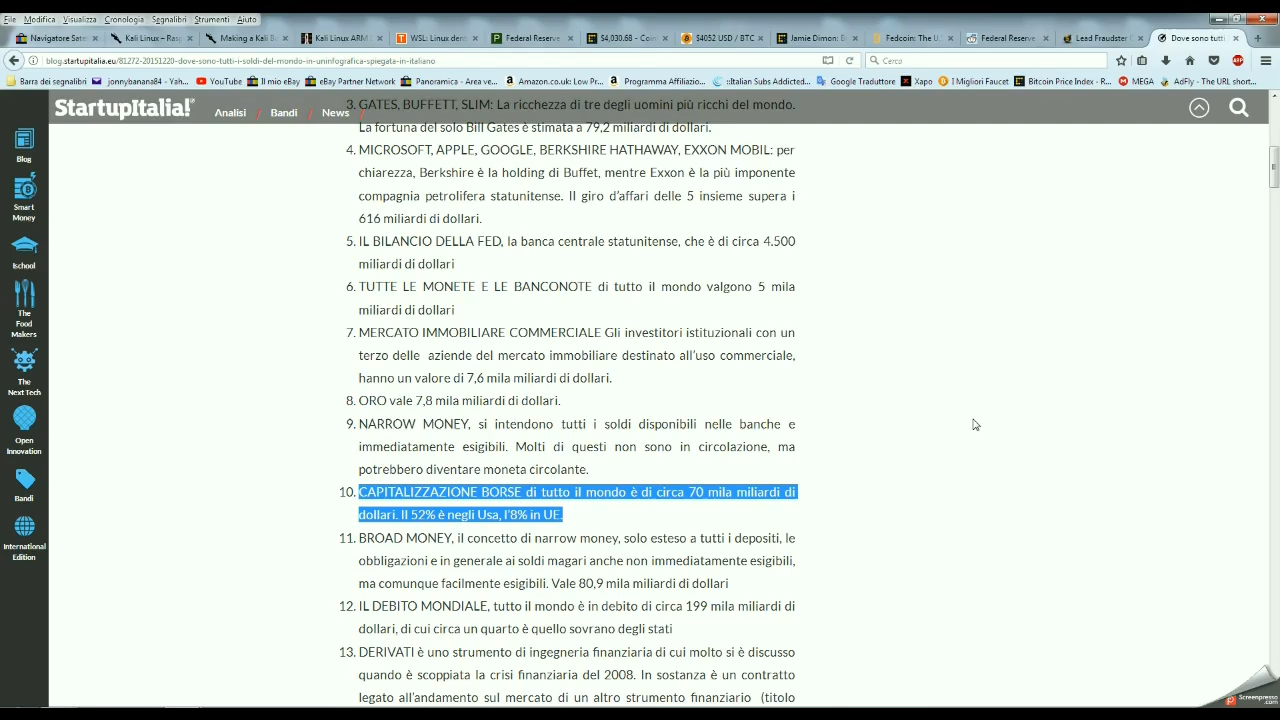 File Modifica Visualizza Cronologia Segnalibri Strumenti Aiuto
Navigatore Sate Kali Linux – Ra Making a Kali Bo Kali Linux ARM WSL: Linux den Federal Reserve $4,030.68 - Coin $4052 USD / BTC Jamie Dimon: B Fedcoin: The U. Federal Reserve Lead Fraudster Dove sono tutti
blog.startupitalia.eu/81272-20151220-dove-sono-tutti-i-soldi-del-mondo-in-uninfografica-spiegata-in-italiano Cerca
Barra dei segnalibri jonnybanana84 - Yah... YouTube Il mio eBay eBay Partner Network Panoramica - Area ve... Amazon.co.uk: Low Pr... Programma Affiliazio... ::Italian Subs Addicted... Google Traduttore Xapo I Migliori Faucet Bitcoin Price Index - R... MEGA AdFly - The URL short...
StartupItalia! Analisi / Bandi / News /
Blog
Smart
Money
Ischool
The
Food
Makers
The
Next Tech
Open
Innovation
Bandi
International
Edition
3. GATES, BUFFETT, SLIM: La ricchezza di tre degli uomini più ricchi del mondo.
La fortuna del solo Bill Gates è stimata a 79,2 miliardi di dollari.
4. MICROSOFT, APPLE, GOOGLE, BERKSHIRE HATHAWAY, EXXON MOBIL: per
chiarezza, Berkshire è la holding di Buffet, mentre Exxon è la più imponente
compagnia petrolifera statunitense. Il giro d'affari delle 5 insieme supera i
616 miliardi di dollari.
5. IL BILANCIO DELLA FED, la banca centrale statunitense, che è di circa 4.500
miliardi di dollari
6. TUTTE LE MONETE E LE BANCONOTE di tutto il mondo valgono 5 mila
miliardi di dollari
7. MERCATO IMMOBILIARE COMMERCIALE Gli investitori istituzionali con un
terzo delle aziende del mercato immobiliare destinato all'uso commerciale,
hanno un valore di 7,6 mila miliardi di dollari.
8. ORO vale 7,8 mila miliardi di dollari.
9. NARROW MONEY, si intendono tutti i soldi disponibili nelle banche e
immediatamente esigibili. Molti di questi non sono in circolazione, ma
potrebbero diventare moneta circolante.
10. CAPITALIZZAZIONE BORSE di tutto il mondo è di circa 70 mila miliardi di
dollari. Il 52% è negli Usa, l'8% in UE.
11. BROAD MONEY, il concetto di narrow money, solo esteso a tutti i depositi, le
obbligazioni e in generale ai soldi magari anche non immediatamente esigibili,
ma comunque facilmente esigibili. Vale 80,9 mila miliardi di dollari
12. IL DEBITO MONDIALE, tutto il mondo è in debito di circa 199 mila miliardi di
dollari, di cui circa un quarto è quello sovrano degli stati
13. DERIVATI è uno strumento di ingegneria finanziaria di cui molto si è discusso
quando è scoppiata la crisi finanziaria del 2008. In sostanza è un contratto
legato all'andamento sul mercato di un altro strumento finanziario (titolo
Screenpresso
.com